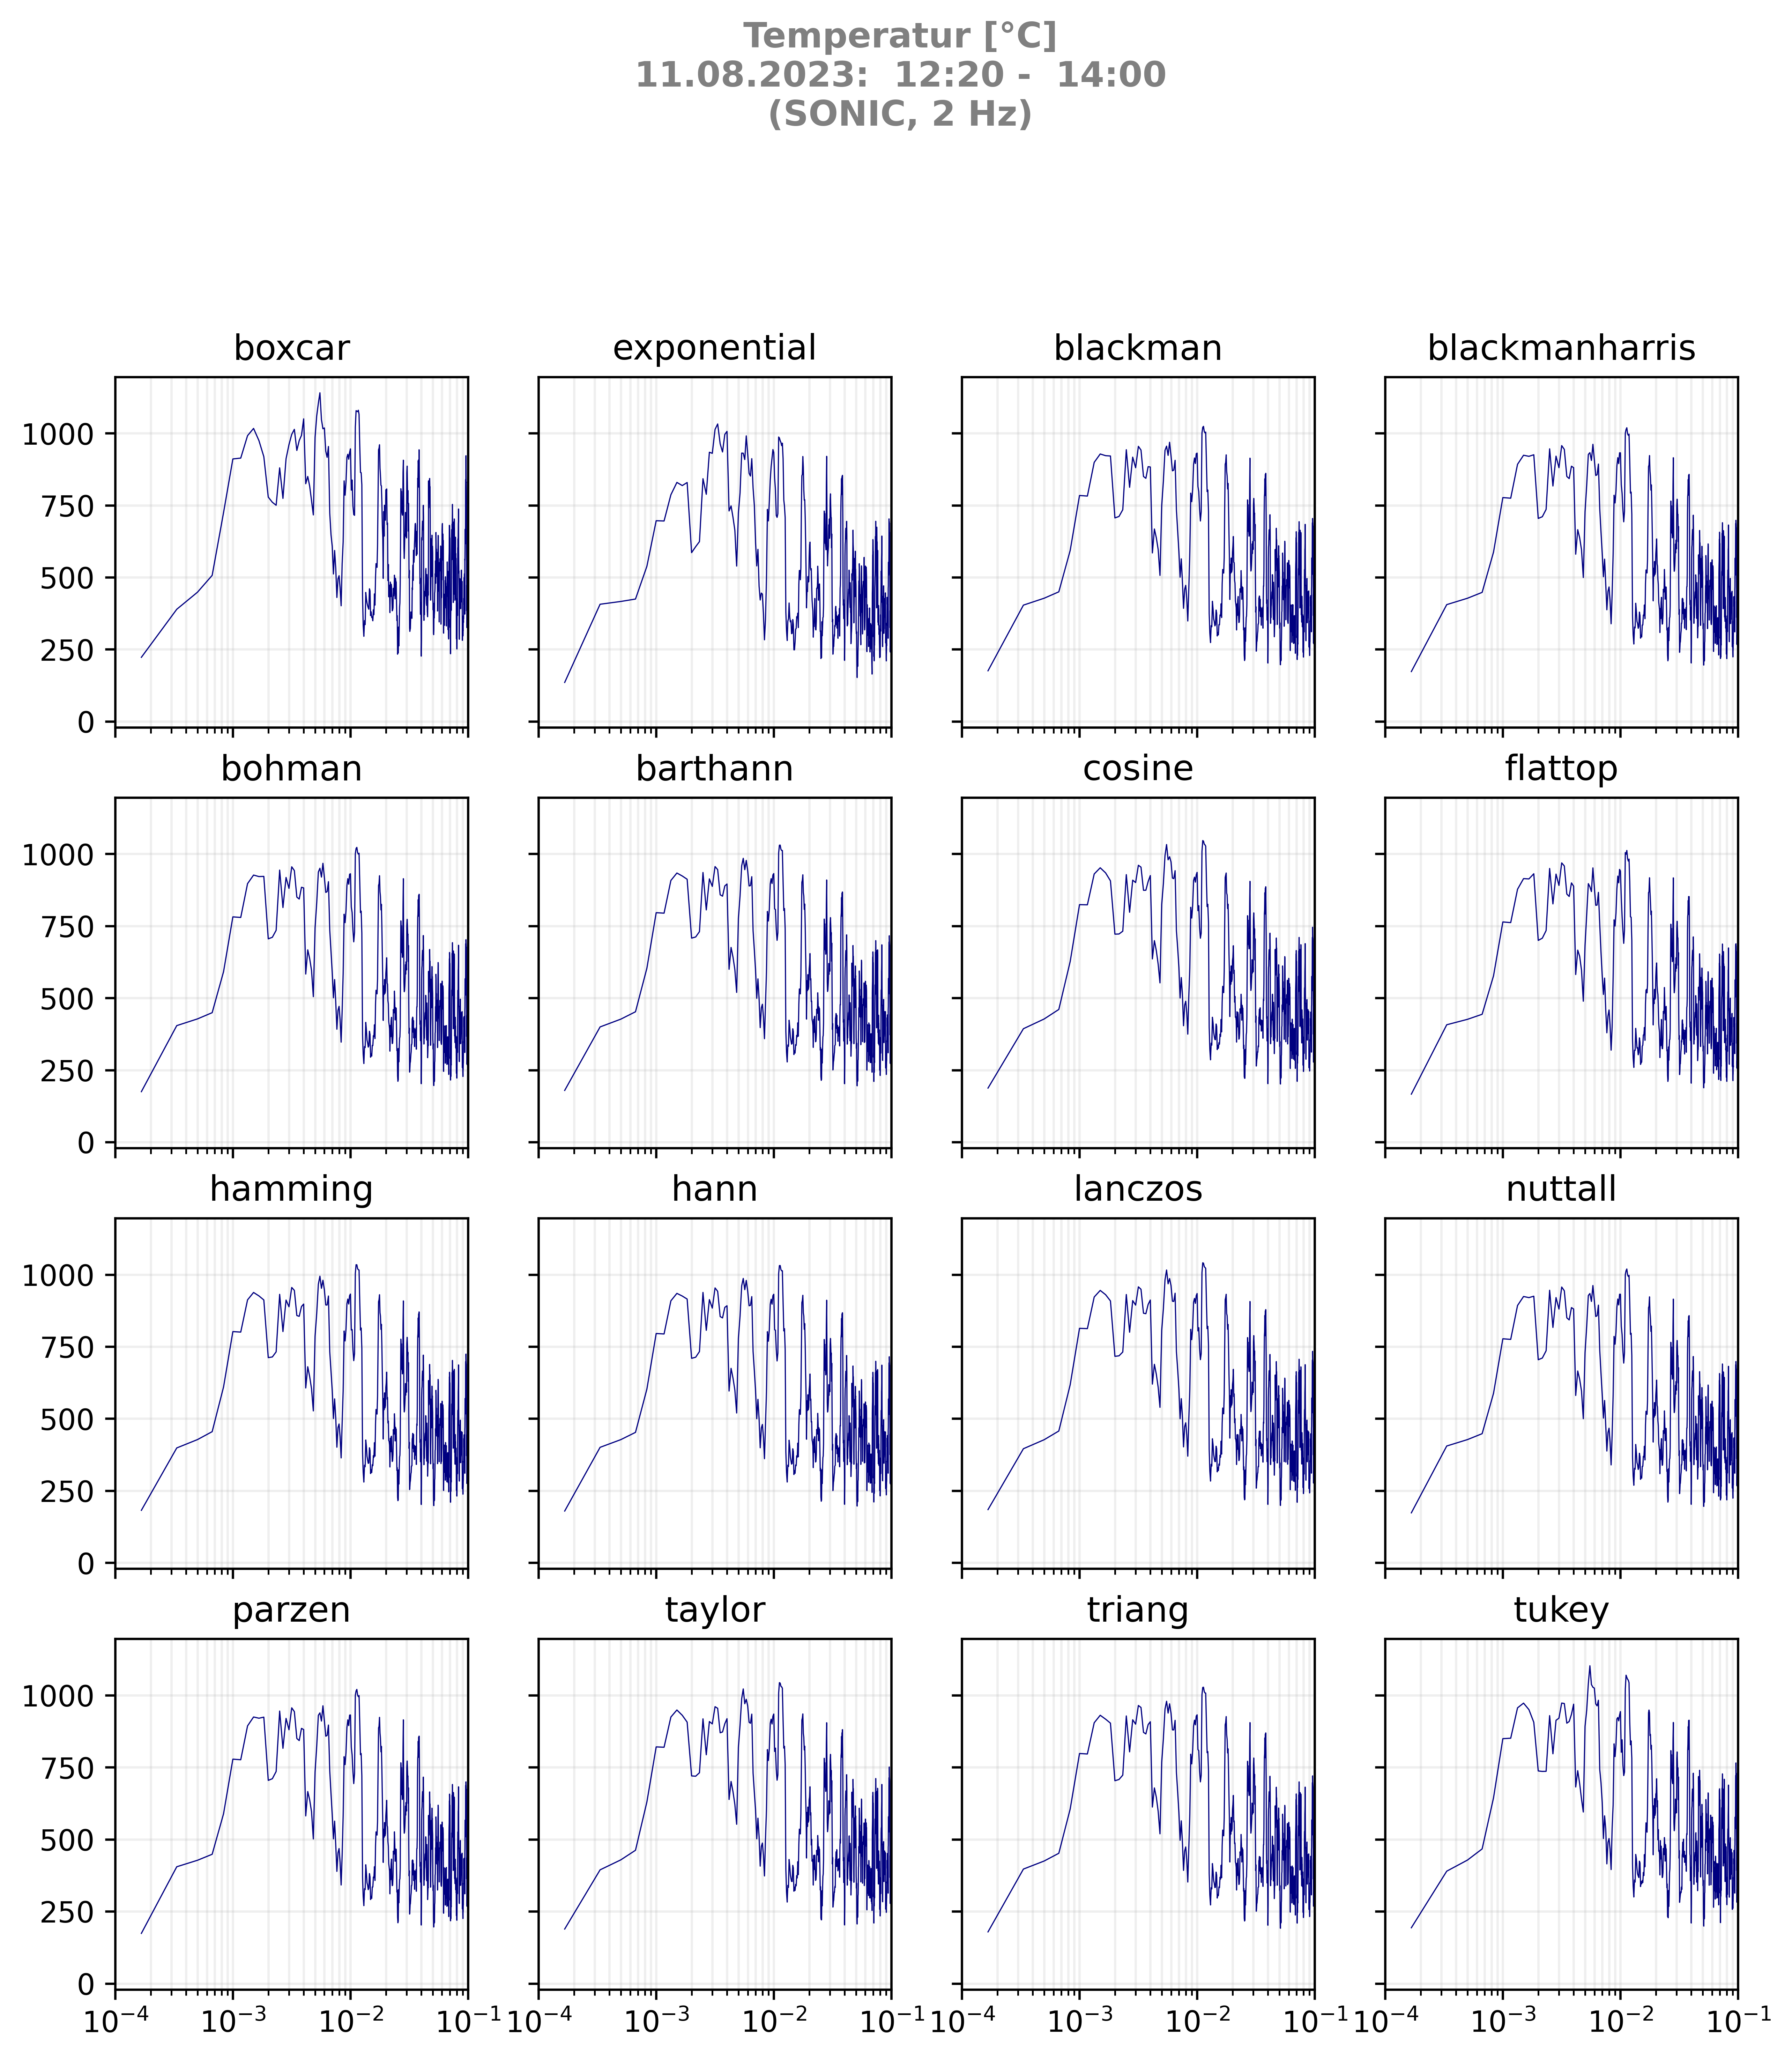 Temperatur [°C]
11.08.2023:  12:20 -  14:00
(SONIC, 2 Hz)
boxcar exponential blackman blackmanharris
1000
750
500
250
0
bohman barthann cosine flattop
1000
750
500
250
0
hamming hann lanczos nuttall
1000
750
500
250
0
parzen taylor triang tukey
1000
750
500
250
0
10⁻⁴ 10⁻³ 10⁻² 10⁻¹ 10⁻⁴ 10⁻³ 10⁻² 10⁻¹ 10⁻⁴ 10⁻³ 10⁻² 10⁻¹ 10⁻⁴ 10⁻³ 10⁻² 10⁻¹